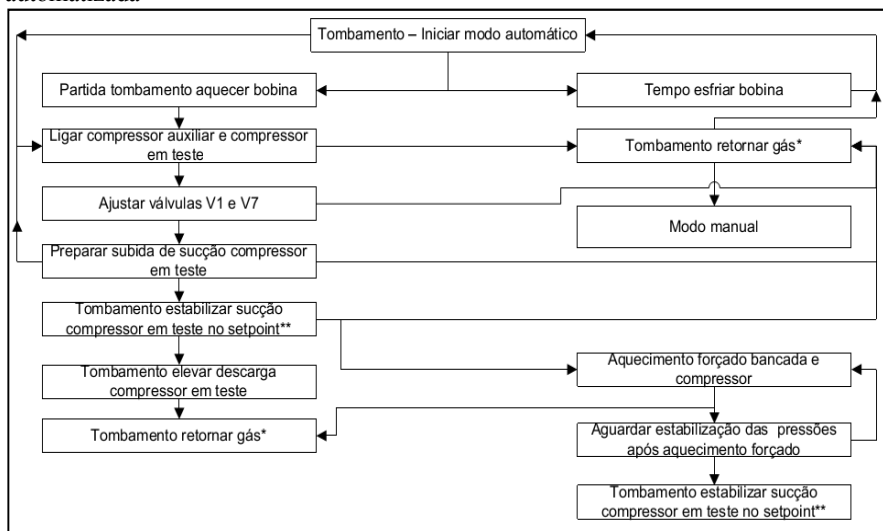 automatizada
Tombamento – Iniciar modo automático
Partida tombamento aquecer bobina
Tempo esfriar bobina
Ligar compressor auxiliar e compressor
em teste
Tombamento retornar gás*
Ajustar válvulas V1 e V7
Modo manual
Preparar subida de sucção compressor
em teste
Tombamento estabilizar sucção
compressor em teste no setpoint**
Tombamento elevar descarga
compressor em teste
Aquecimento forçado bancada e
compressor
Tombamento retornar gás*
Aguardar estabilização das pressões
após aquecimento forçado
Tombamento estabilizar sucção
compressor em teste no setpoint**